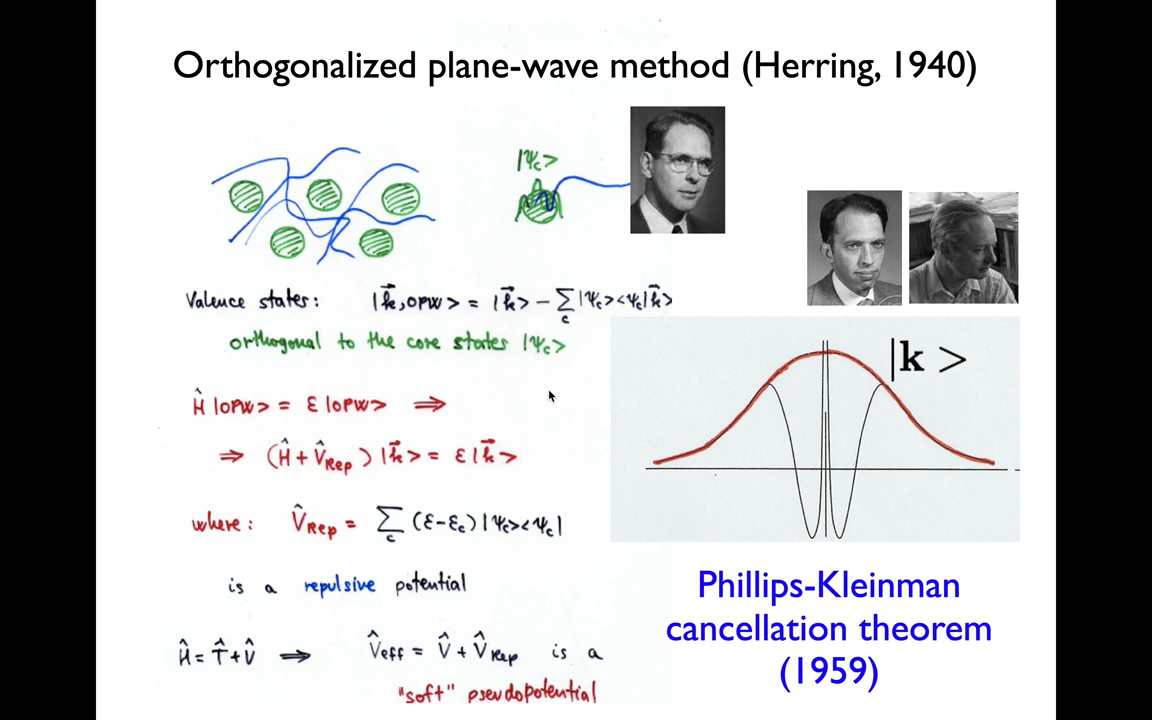 Orthogonalized plane-wave method (Herring, 1940)
|Ψc>
Valence states: |k⃗,OPW> = |k⃗> − ∑c |Ψc><Ψc|k⃗>
orthogonal to the core states |Ψc>
|k >
Ĥ |OPW> = ε |OPW> ⇒
⇒ (Ĥ + V̂Rep) |k⃗> = ε |k⃗>
where: V̂Rep = ∑c (ε−εc) |Ψc><Ψc|
is a repulsive potential
Ĥ = T̂ + V̂ ⇒ V̂eff = V̂ + V̂Rep is a
"soft" pseudopotential
Phillips-Kleinman
cancellation theorem
(1959)